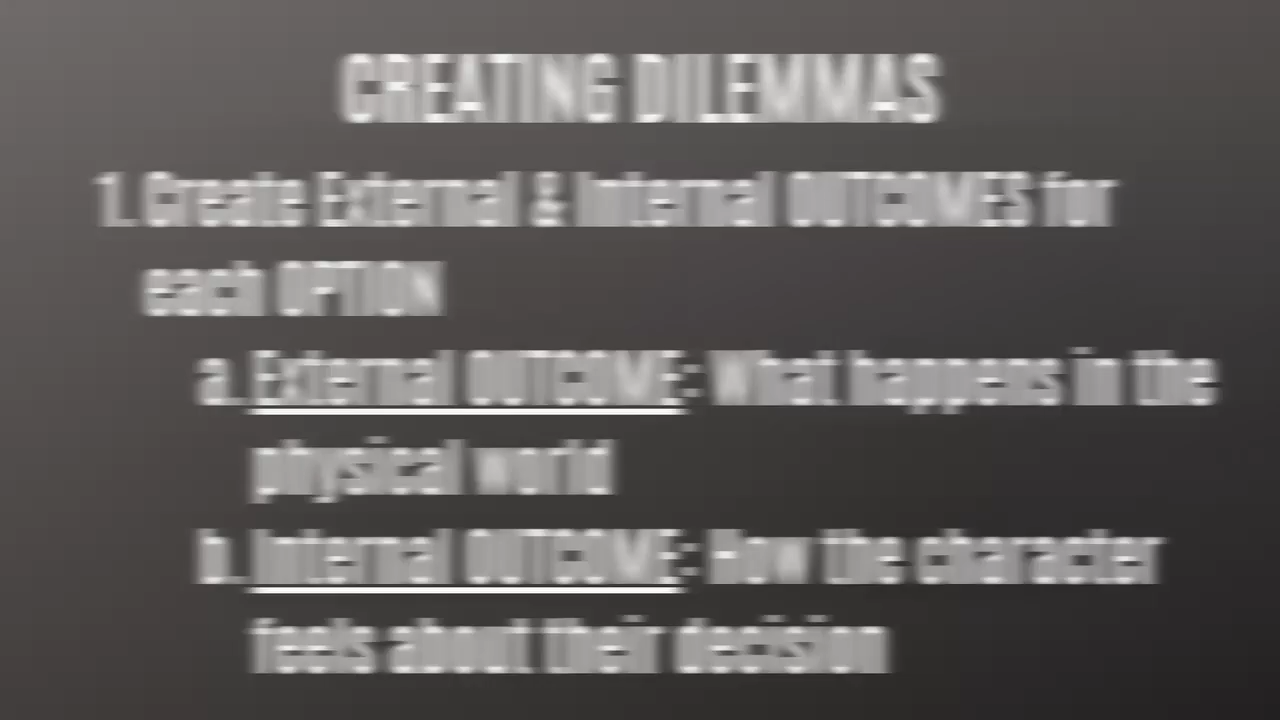 CREATING DILEMMAS
1. Create External & Internal OUTCOMES for
each OPTION
a. External OUTCOME: What happens in the
physical world
b. Internal OUTCOME: How the character
feels about their decision